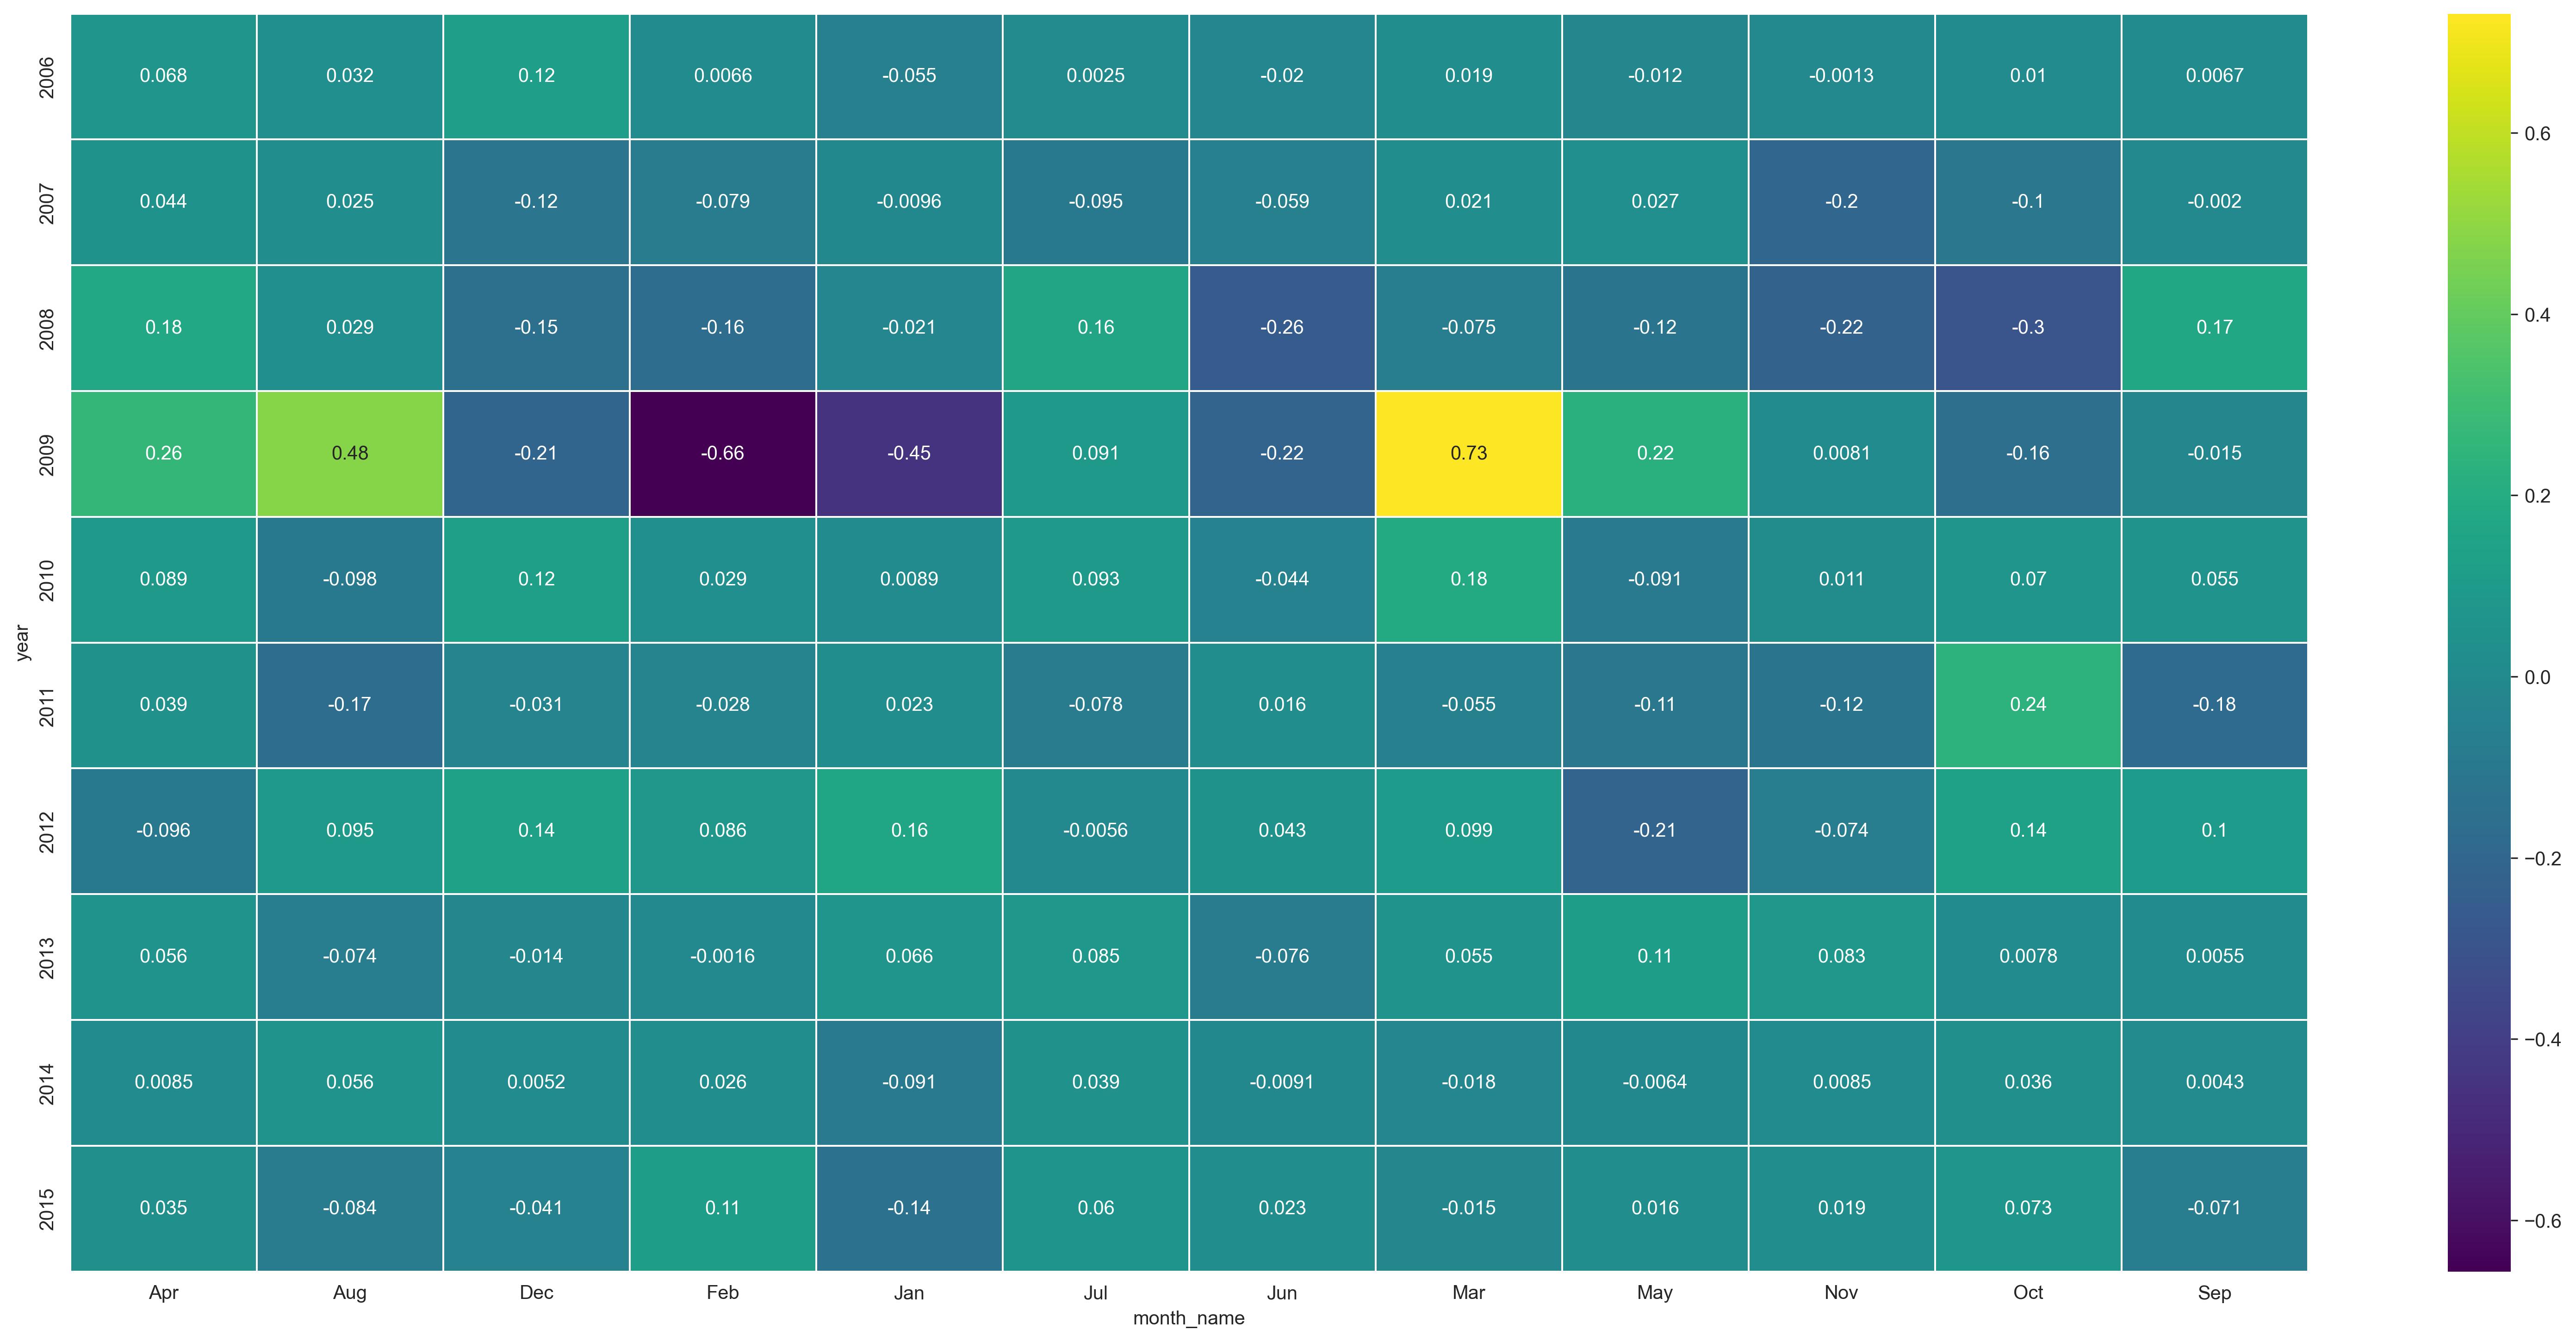 2006 0.068 0.032 0.12 0.0066 -0.055 0.0025 -0.02 0.019 -0.012 -0.0013 0.01 0.0067
2007 0.044 0.025 -0.12 -0.079 -0.0096 -0.095 -0.059 0.021 0.027 -0.2 -0.1 -0.002
2008 0.18 0.029 -0.15 -0.16 -0.021 0.16 -0.26 -0.075 -0.12 -0.22 -0.3 0.17
2009 0.26 0.48 -0.21 -0.66 -0.45 0.091 -0.22 0.73 0.22 0.0081 -0.16 -0.015
2010 0.089 -0.098 0.12 0.029 0.0089 0.093 -0.044 0.18 -0.091 0.011 0.07 0.055
year
2011 0.039 -0.17 -0.031 -0.028 0.023 -0.078 0.016 -0.055 -0.11 -0.12 0.24 -0.18
2012 -0.096 0.095 0.14 0.086 0.16 -0.0056 0.043 0.099 -0.21 -0.074 0.14 0.1
2013 0.056 -0.074 -0.014 -0.0016 0.066 0.085 -0.076 0.055 0.11 0.083 0.0078 0.0055
2014 0.0085 0.056 0.0052 0.026 -0.091 0.039 -0.0091 -0.018 -0.0064 0.0085 0.036 0.0043
2015 0.035 -0.084 -0.041 0.11 -0.14 0.06 0.023 -0.015 0.016 0.019 0.073 -0.071
Apr Aug Dec Feb Jan Jul Jun Mar May Nov Oct Sep
month_name
0.6
0.4
0.2
0.0
−0.2
−0.4
−0.6